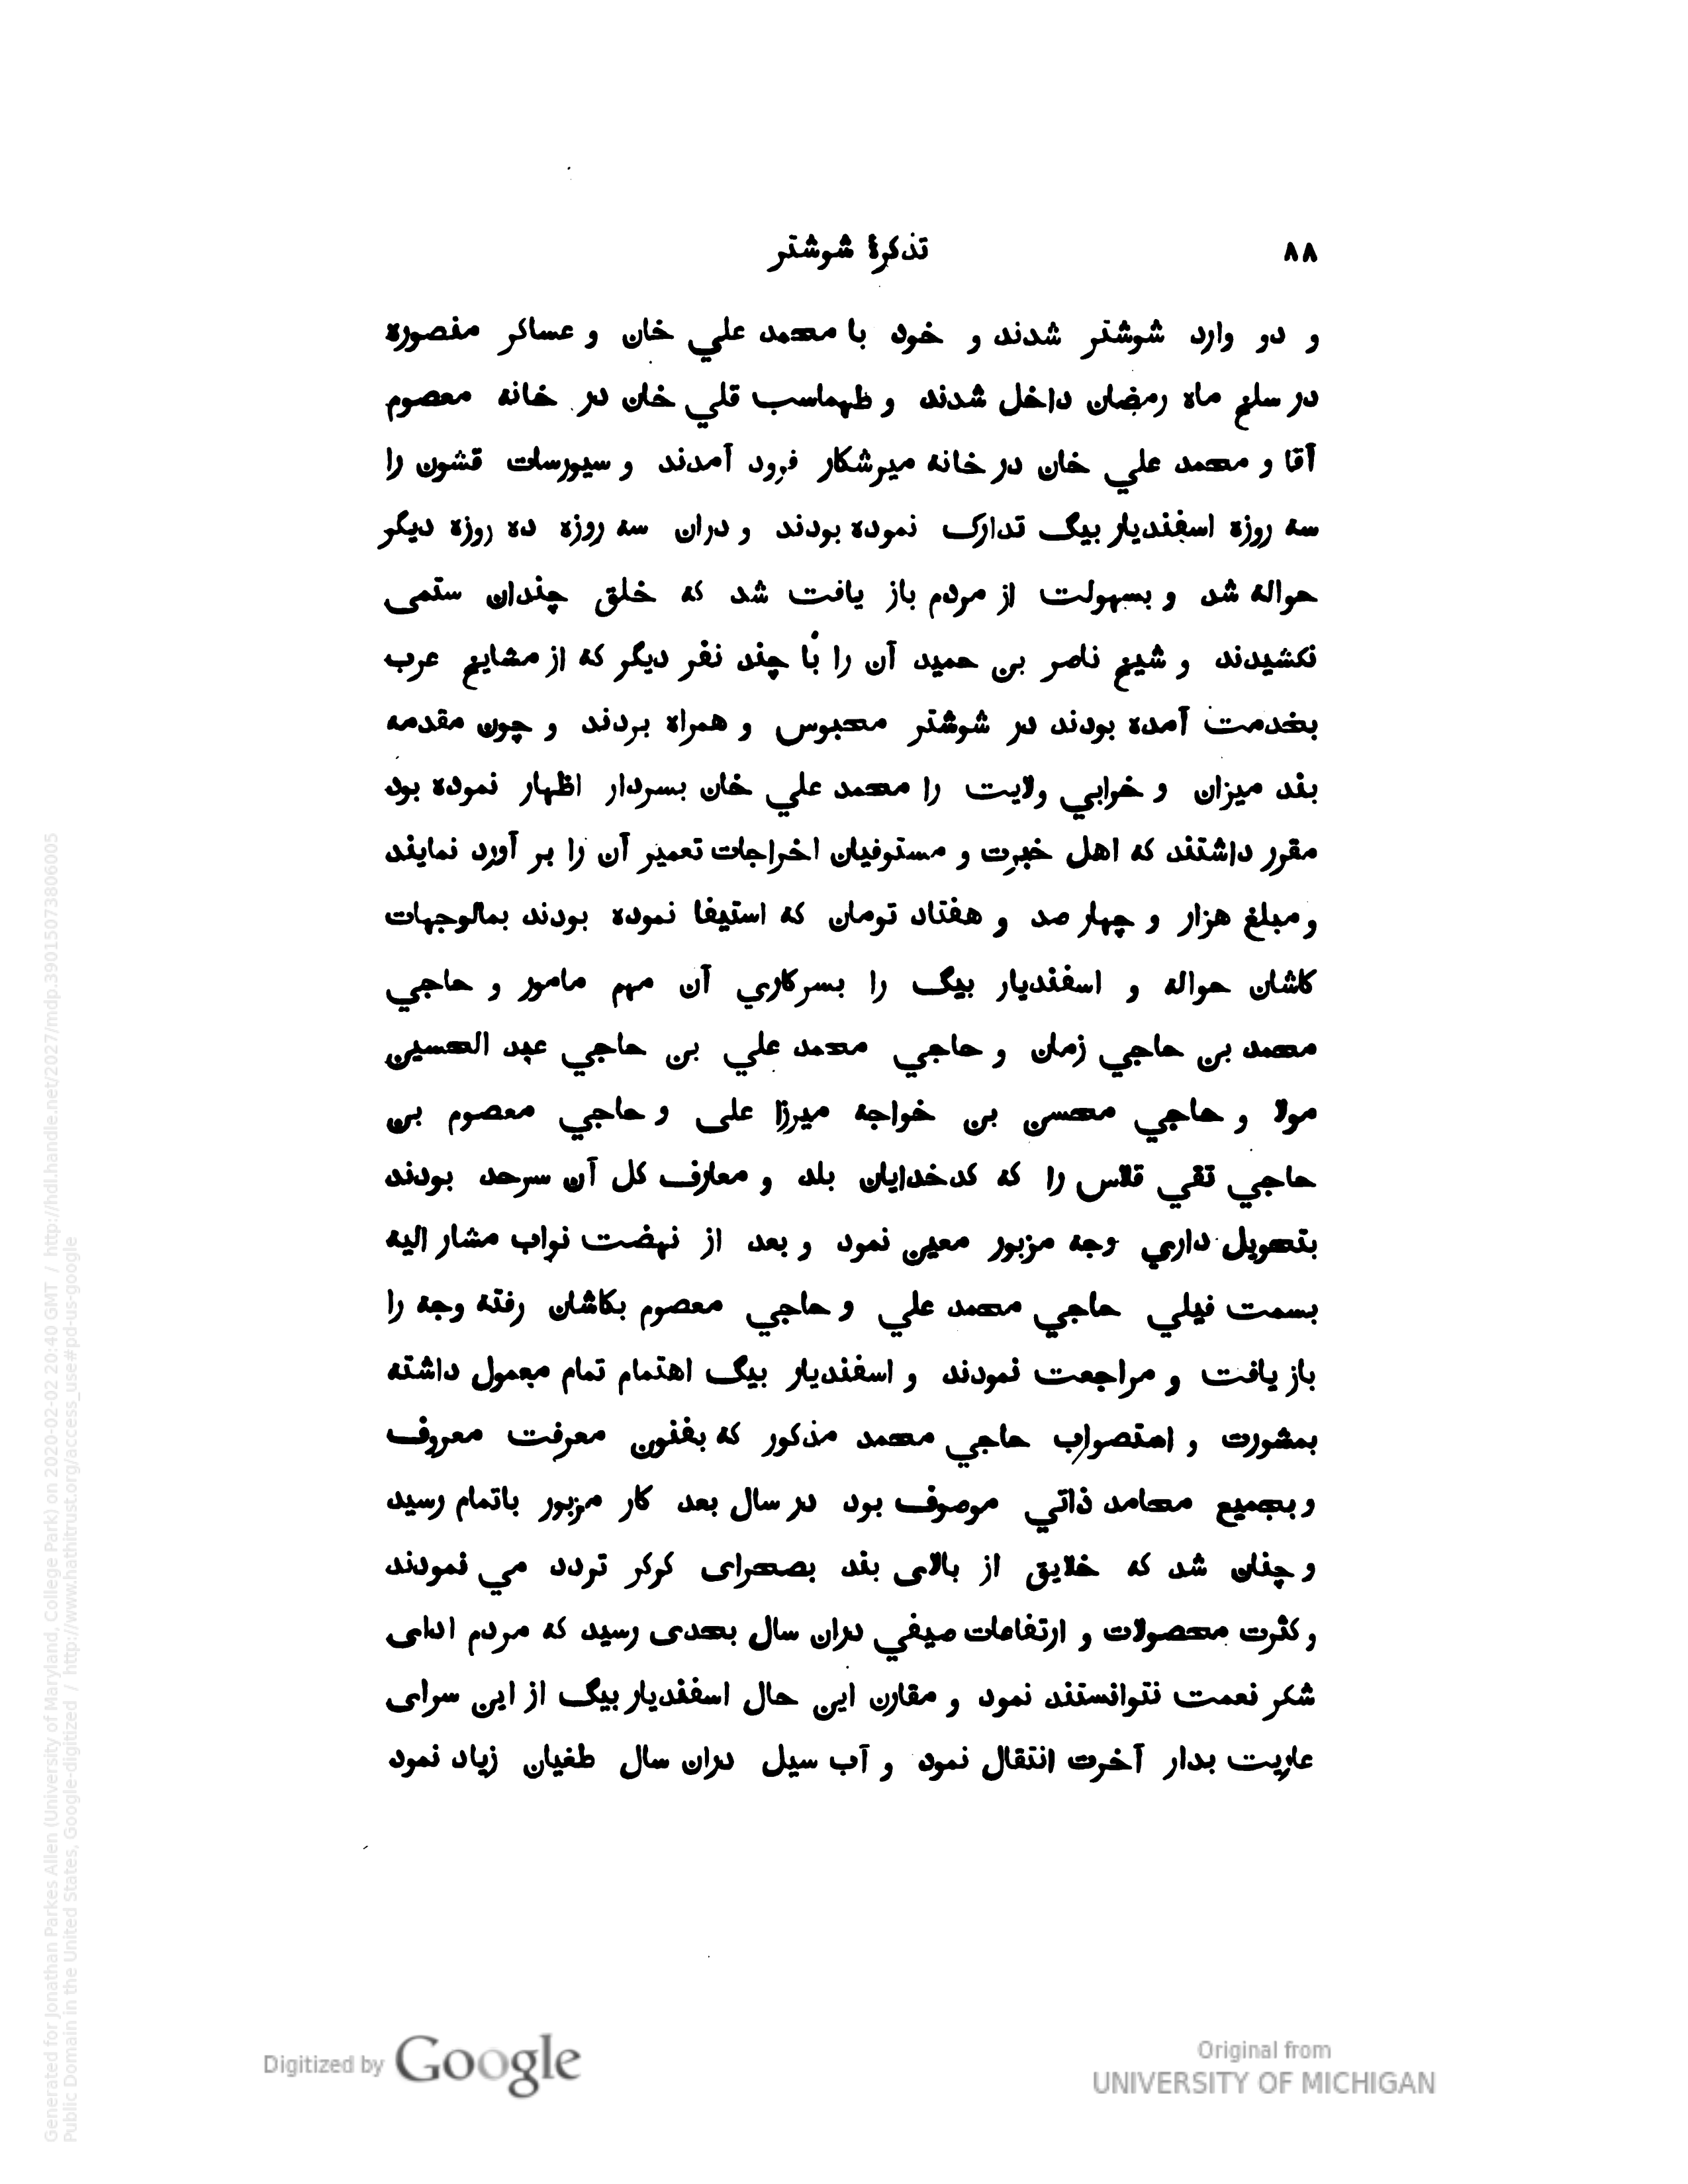 ۸۸ تذکرۀ شوشتر
و دو وارد شوشتر شدند و خود با محمد علي خان و عساکر منصوره
در سلخ ماه رمضان داخل شدند و طهماسب قلي خان در خانه معصوم
آقا و محمد علي خان در خانه میرشکار فرود آمدند و سیورسات قشون را
سه روزه اسفندیار بیگ تدارک نموده بودند و دران سه روزه ده روزه دیگر
حواله شد و بسهولت از مردم باز یافت شد که خلق چندان ستمی
نکشیدند و شیخ ناصر بن حمید آن را با چند نفر دیگر که از مشایخ عرب
بخدمت آمده بودند در شوشتر محبوس و همراه بردند و چون مقدمه
بند میزان و خرابي ولایت را محمد علي خان بسردار اظهار نموده بود
مقرر داشتند که اهل خبرت و مستوفیان اخراجات تعمیر آن را بر آورد نمایند
و مبلغ هزار و چهار صد و هفتاد تومان که استیفا نموده بودند بمالوجهات
کاشان حواله و اسفندیار بیگ را بسرکاري آن مهم مامور و حاجي
محمد بن حاجي زمان و حاجي محمد علي بن حاجي عبد الحسین
مولا و حاجي محسن بن خواجه میرزا علی و حاجي معصوم بن
حاجي تقي قلاس را که کدخدایان بلد و معارف کل آن سرحد بودند
بتحویل داري وجه مزبور معین نمود و بعد از نهضت نواب مشار الیه
بسمت فیلي حاجي محمد علي و حاجي معصوم بکاشان رفته وجه را
باز یافت و مراجعت نمودند و اسفندیار بیگ اهتمام تمام معمول داشته
بمشورت و استصواب حاجي محمد مذکور که بفنون معرفت معروف
و بجمیع محامد ذاتي موصوف بود در سال بعد کار مزبور باتمام رسید
و چنان شد که خلایق از بالای بند بصحرای کرکر تردد مي نمودند
و کثرت محصولات و ارتفاعات صیفي دران سال بحدی رسید که مردم ادای
شکر نعمت نتوانستند نمود و مقارن این حال اسفندیار بیگ از این سرای
عاریت بدار آخرت انتقال نمود و آب سیل دران سال طغیان زیاد نمود
Digitized by Google
Original from
UNIVERSITY OF MICHIGAN
Generated for Jonathan Parkes Allen (University of Maryland, College Park) on 2020-02-02 20:40 GMT / http://hdl.handle.net/2027/mdp.39015073806005
Public Domain in the United States, Google-digitized / http://www.hathitrust.org/access_use#pd-us-google